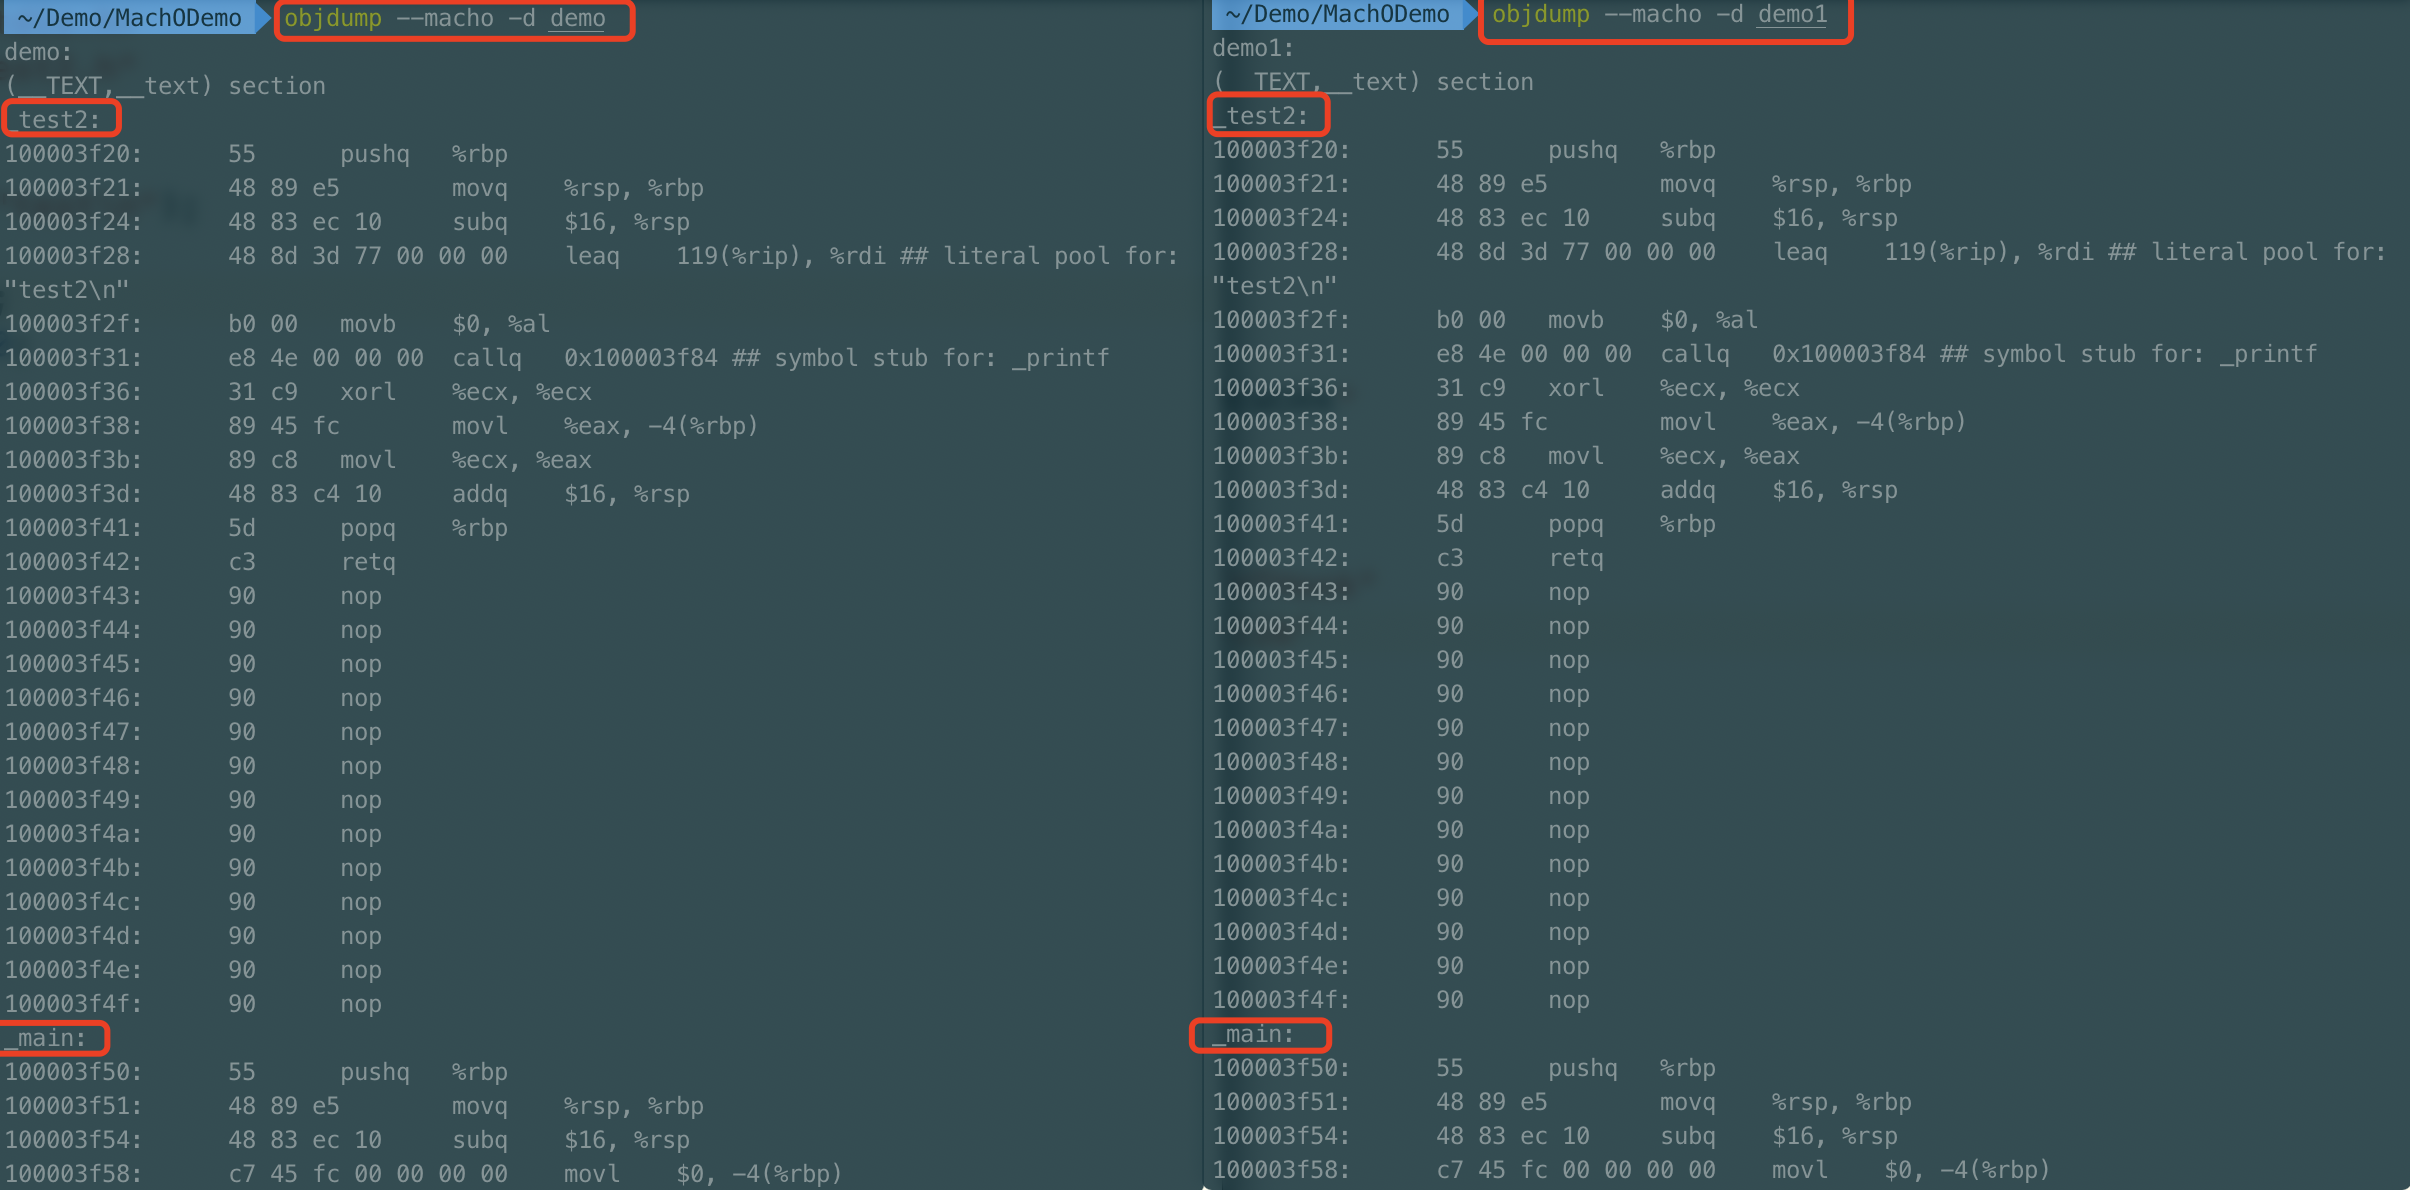 ~/Demo/MachODemo objdump --macho -d demo
demo:
(__TEXT,__text) section
_test2:
100003f20: 55 pushq %rbp
100003f21: 48 89 e5 movq %rsp, %rbp
100003f24: 48 83 ec 10 subq $16, %rsp
100003f28: 48 8d 3d 77 00 00 00 leaq 119(%rip), %rdi ## literal pool for:
"test2\n"
100003f2f: b0 00 movb $0, %al
100003f31: e8 4e 00 00 00 callq 0x100003f84 ## symbol stub for: _printf
100003f36: 31 c9 xorl %ecx, %ecx
100003f38: 89 45 fc movl %eax, -4(%rbp)
100003f3b: 89 c8 movl %ecx, %eax
100003f3d: 48 83 c4 10 addq $16, %rsp
100003f41: 5d popq %rbp
100003f42: c3 retq
100003f43: 90 nop
100003f44: 90 nop
100003f45: 90 nop
100003f46: 90 nop
100003f47: 90 nop
100003f48: 90 nop
100003f49: 90 nop
100003f4a: 90 nop
100003f4b: 90 nop
100003f4c: 90 nop
100003f4d: 90 nop
100003f4e: 90 nop
100003f4f: 90 nop
_main:
100003f50: 55 pushq %rbp
100003f51: 48 89 e5 movq %rsp, %rbp
100003f54: 48 83 ec 10 subq $16, %rsp
100003f58: c7 45 fc 00 00 00 00 movl $0, -4(%rbp)
~/Demo/MachODemo objdump --macho -d demo1
demo1:
(__TEXT,__text) section
_test2:
100003f20: 55 pushq %rbp
100003f21: 48 89 e5 movq %rsp, %rbp
100003f24: 48 83 ec 10 subq $16, %rsp
100003f28: 48 8d 3d 77 00 00 00 leaq 119(%rip), %rdi ## literal pool for:
"test2\n"
100003f2f: b0 00 movb $0, %al
100003f31: e8 4e 00 00 00 callq 0x100003f84 ## symbol stub for: _printf
100003f36: 31 c9 xorl %ecx, %ecx
100003f38: 89 45 fc movl %eax, -4(%rbp)
100003f3b: 89 c8 movl %ecx, %eax
100003f3d: 48 83 c4 10 addq $16, %rsp
100003f41: 5d popq %rbp
100003f42: c3 retq
100003f43: 90 nop
100003f44: 90 nop
100003f45: 90 nop
100003f46: 90 nop
100003f47: 90 nop
100003f48: 90 nop
100003f49: 90 nop
100003f4a: 90 nop
100003f4b: 90 nop
100003f4c: 90 nop
100003f4d: 90 nop
100003f4e: 90 nop
100003f4f: 90 nop
_main:
100003f50: 55 pushq %rbp
100003f51: 48 89 e5 movq %rsp, %rbp
100003f54: 48 83 ec 10 subq $16, %rsp
100003f58: c7 45 fc 00 00 00 00 movl $0, -4(%rbp)